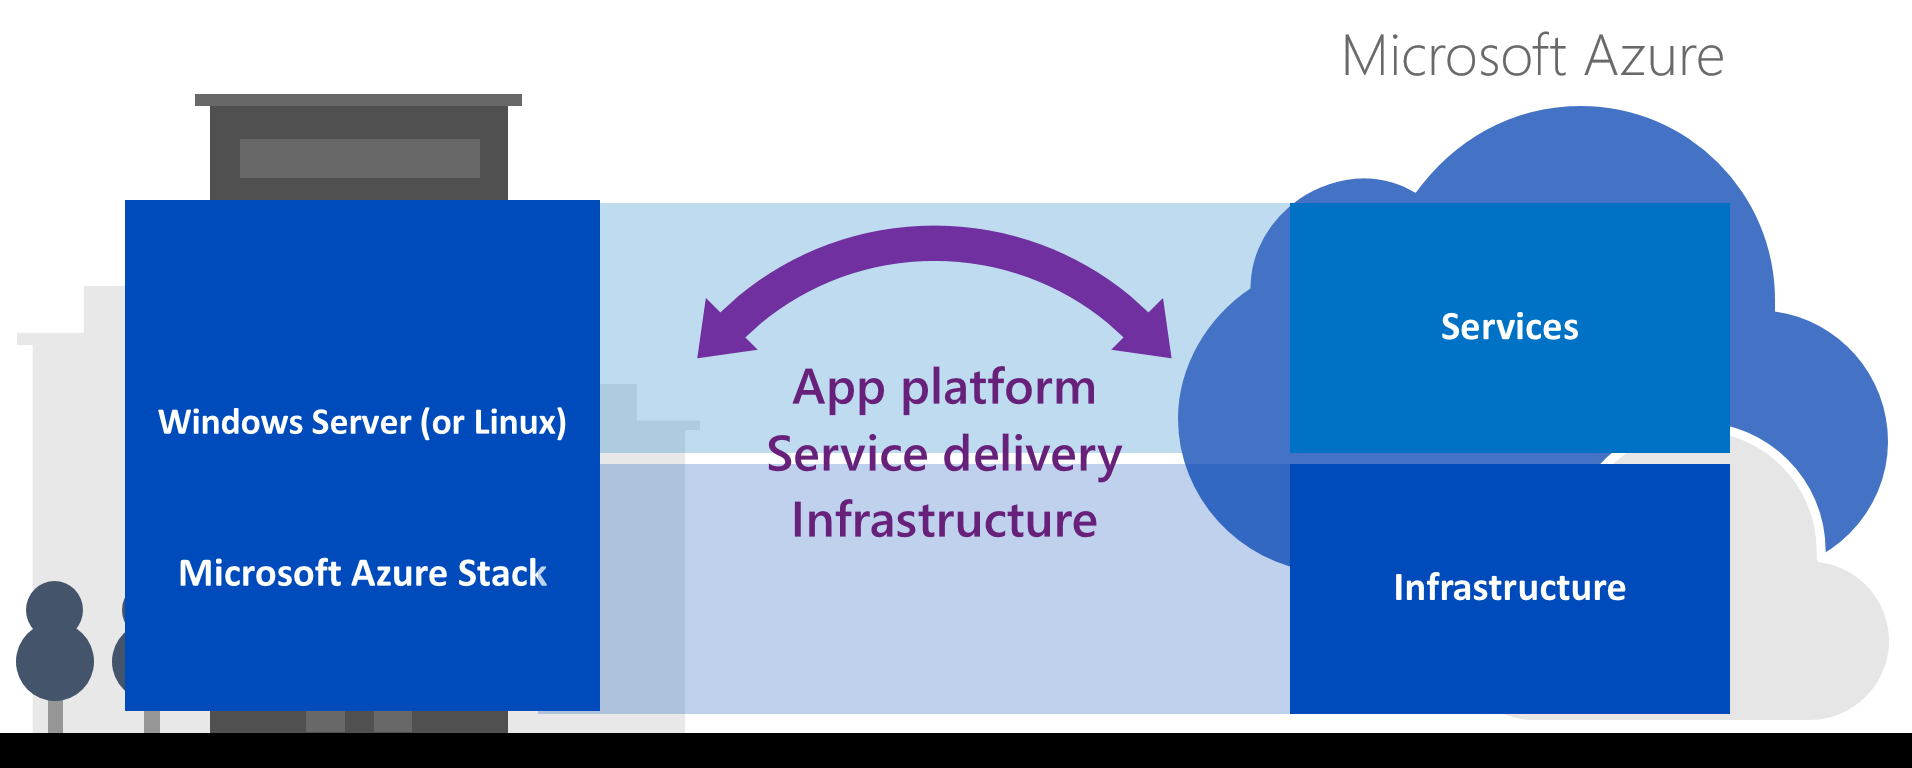 Microsoft Azure
Windows Server (or Linux)
Microsoft Azure Stack
App platform
Service delivery
Infrastructure
Services
Infrastructure